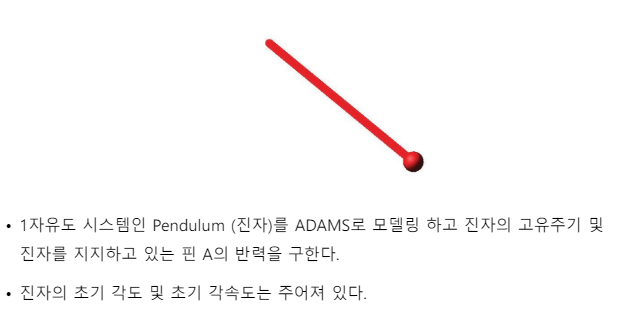 • 1자유도 시스템인 Pendulum (진자)를 ADAMS로 모델링 하고 진자의 고유주기 및
진자를 지지하고 있는 핀 A의 반력을 구한다.
• 진자의 초기 각도 및 초기 각속도는 주어져 있다.